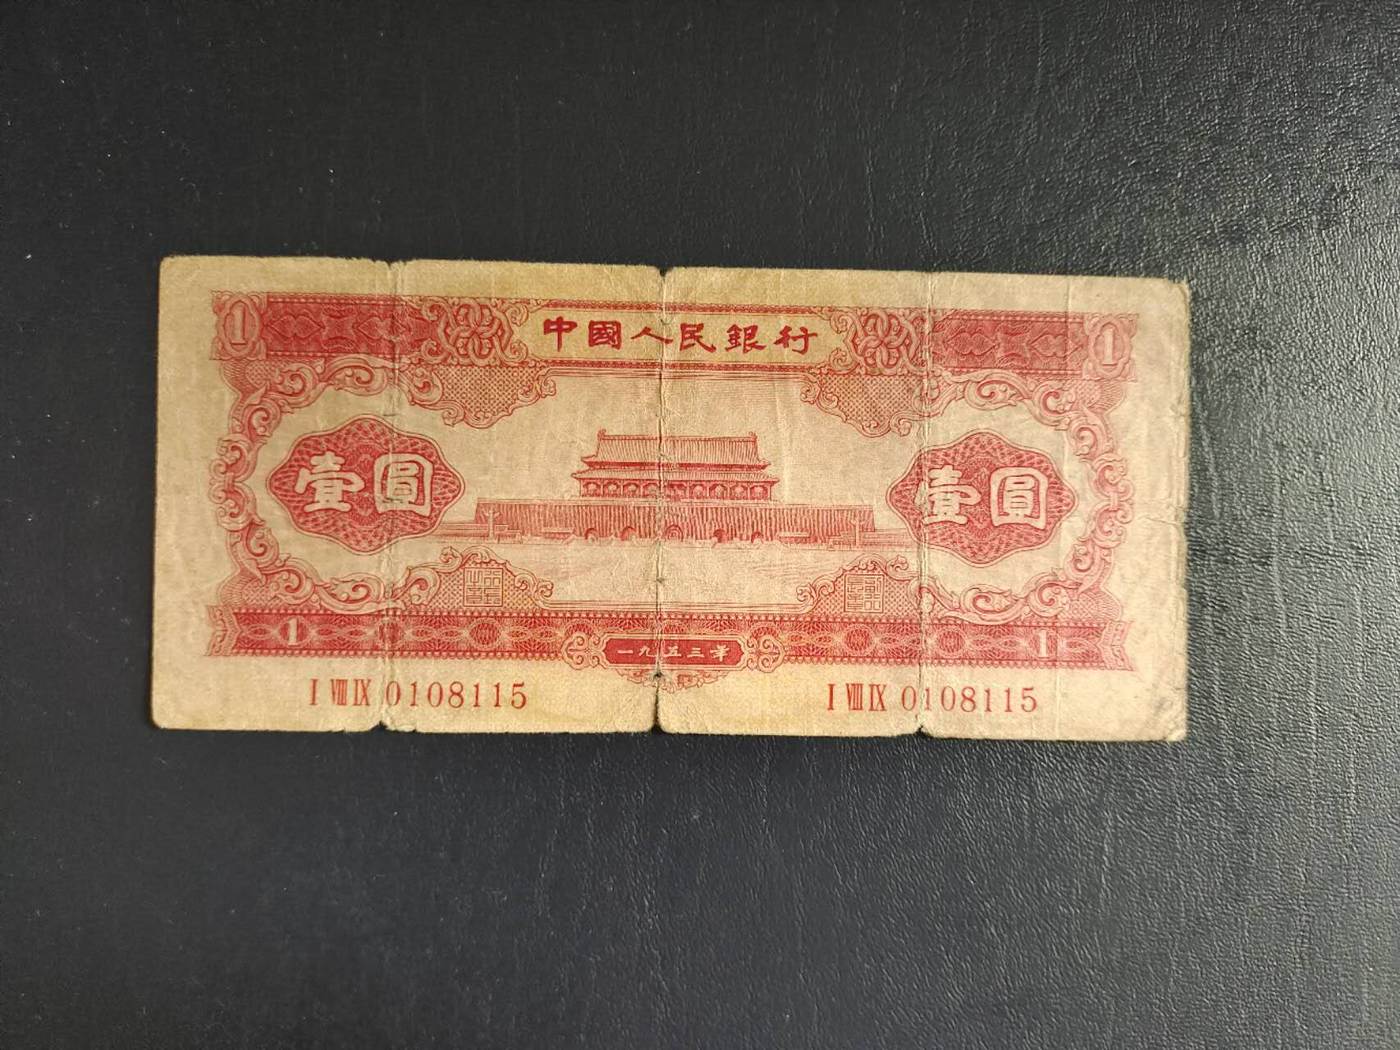 1 中國人民銀行 1
壹圓 壹圓
1 一九五三年 1
I VIII IX 0108115 I VIII IX 0108115